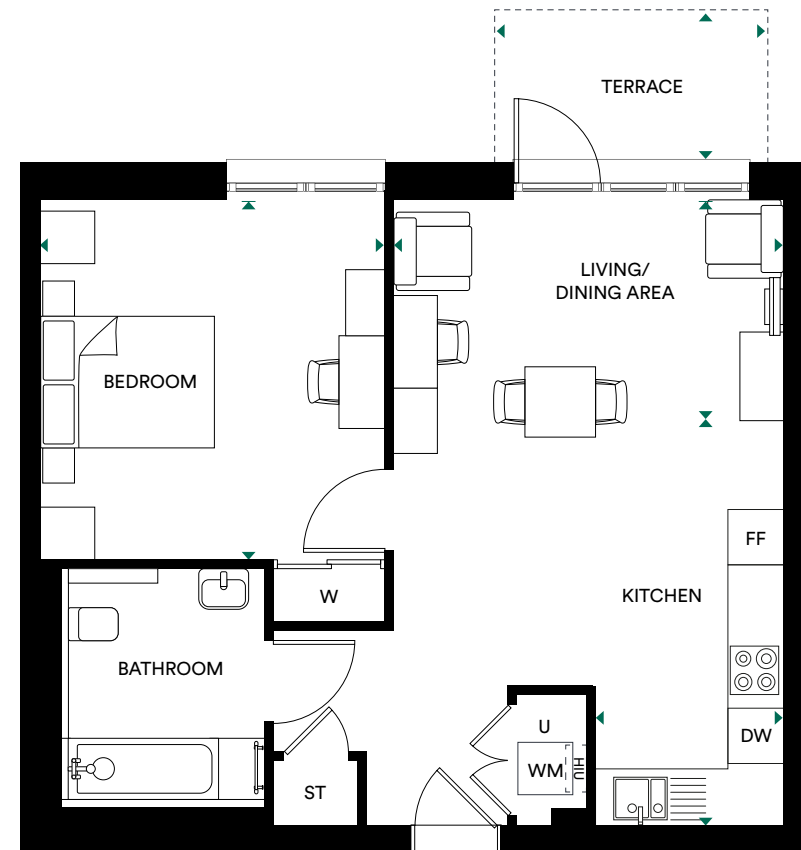 TERRACE
LIVING/
DINING AREA
BEDROOM
FF
W
KITCHEN
BATHROOM
U
DW
WM
HIU
ST